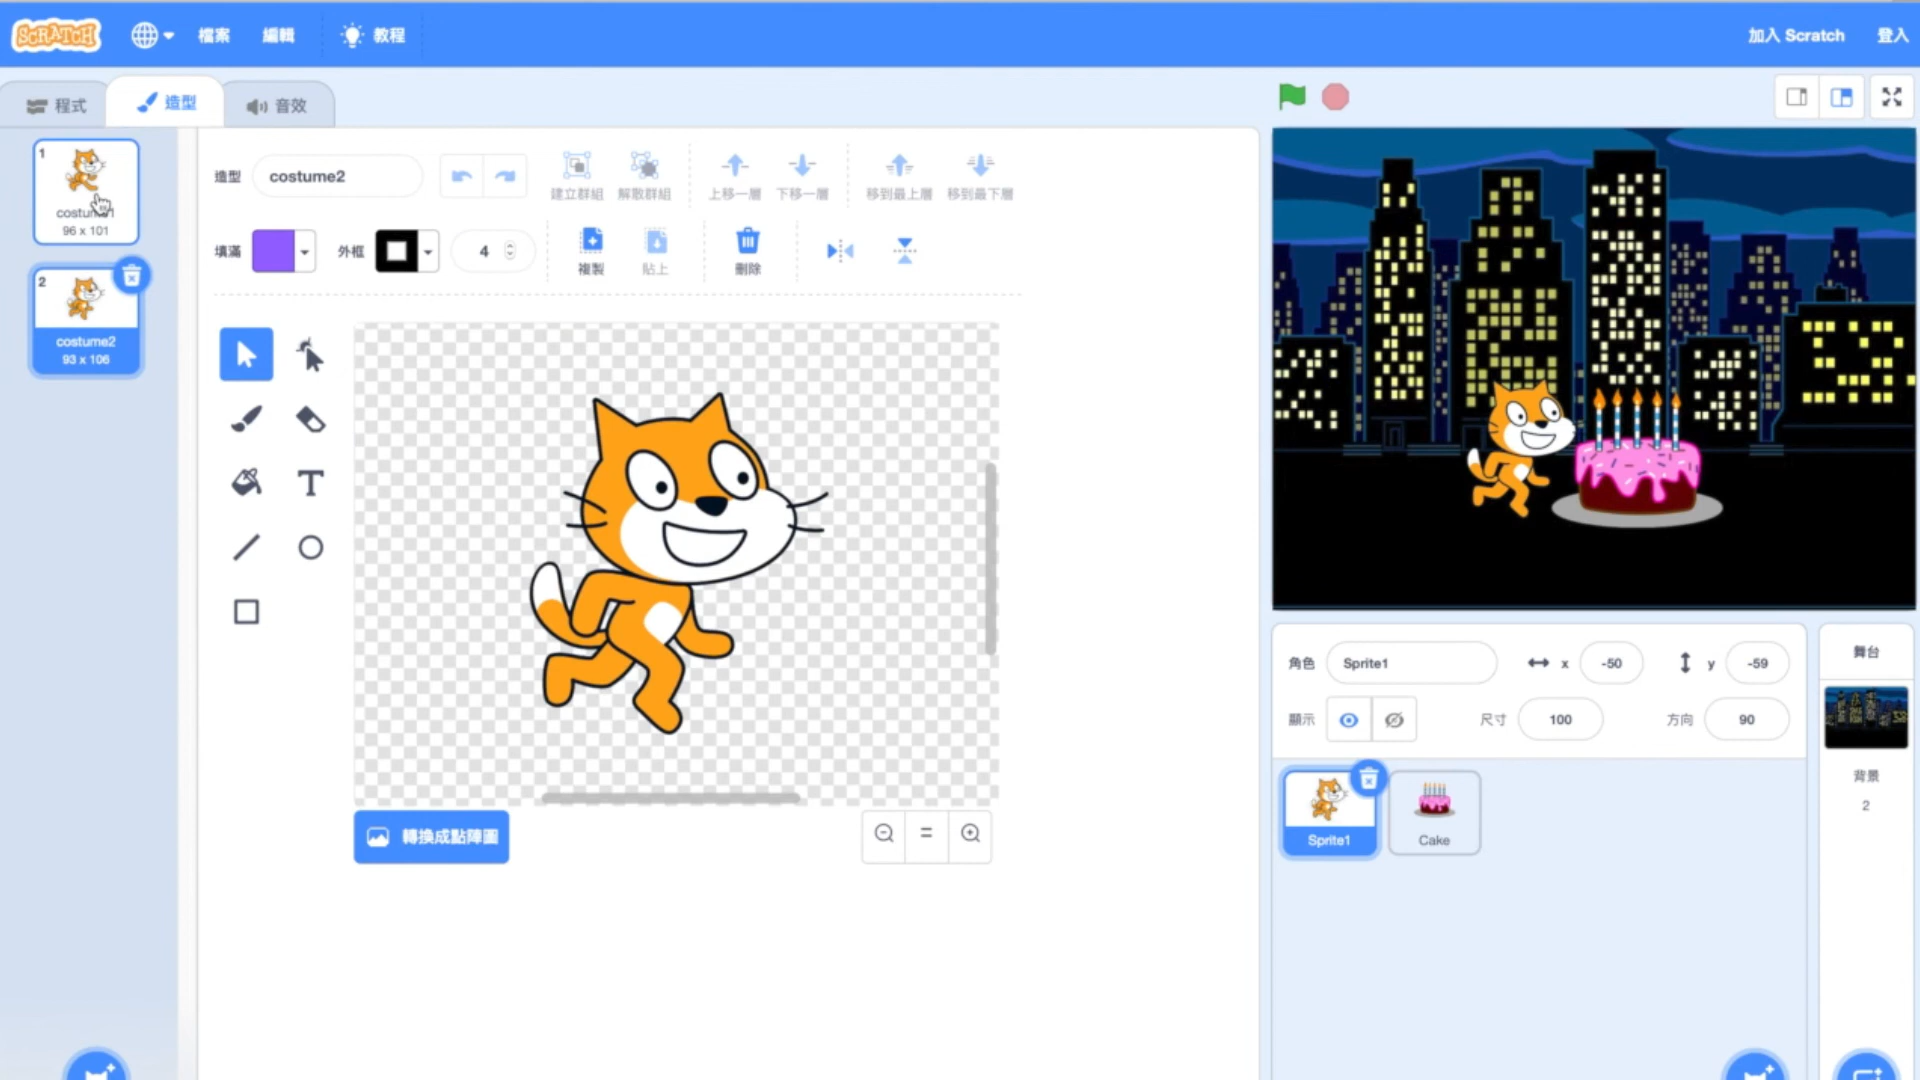 SCRATCH 檔案 編輯 教程 加入 Scratch 登入
程式 造型 音效
1
96 x 101
2
costume2
93 x 106
造型 costume2 建立群組 解散群組 上移一層 下移一層 移到最上層 移到最下層
填滿 外框 4 複製 貼上 刪除
T
轉換成點陣圖
角色 Sprite1 x -50 y -59
顯示 尺寸 100 方向 90
Sprite1 Cake
舞台
背景
2